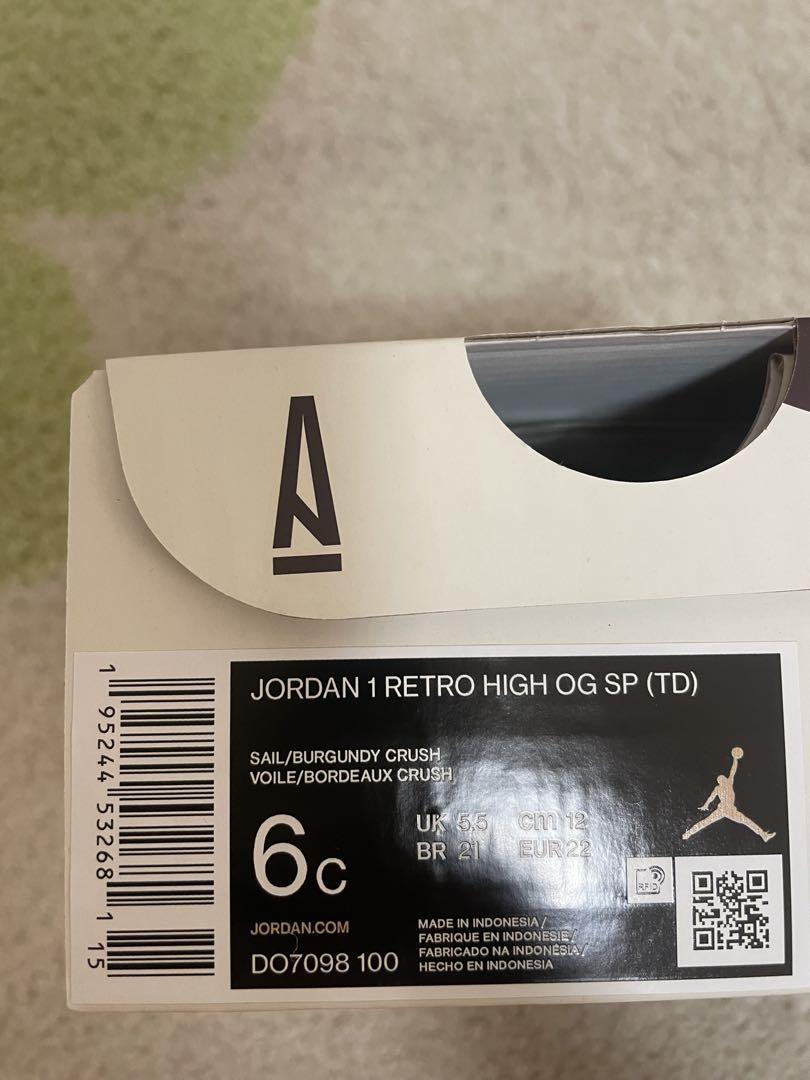 JORDAN 1 RETRO HIGH OG SP (TD)
SAIL/BURGUNDY CRUSH
VOILE/BORDEAUX CRUSH
6C
UK 5.5 cm 12
BR 21 EUR 22
RFID
JORDAN.COM
DO7098 100
MADE IN INDONESIA/
FABRIQUE EN INDONESIE/
FABRICADO NA INDONÉSIA/
HECHO EN INDONESIA
1 95244 53268 1 15